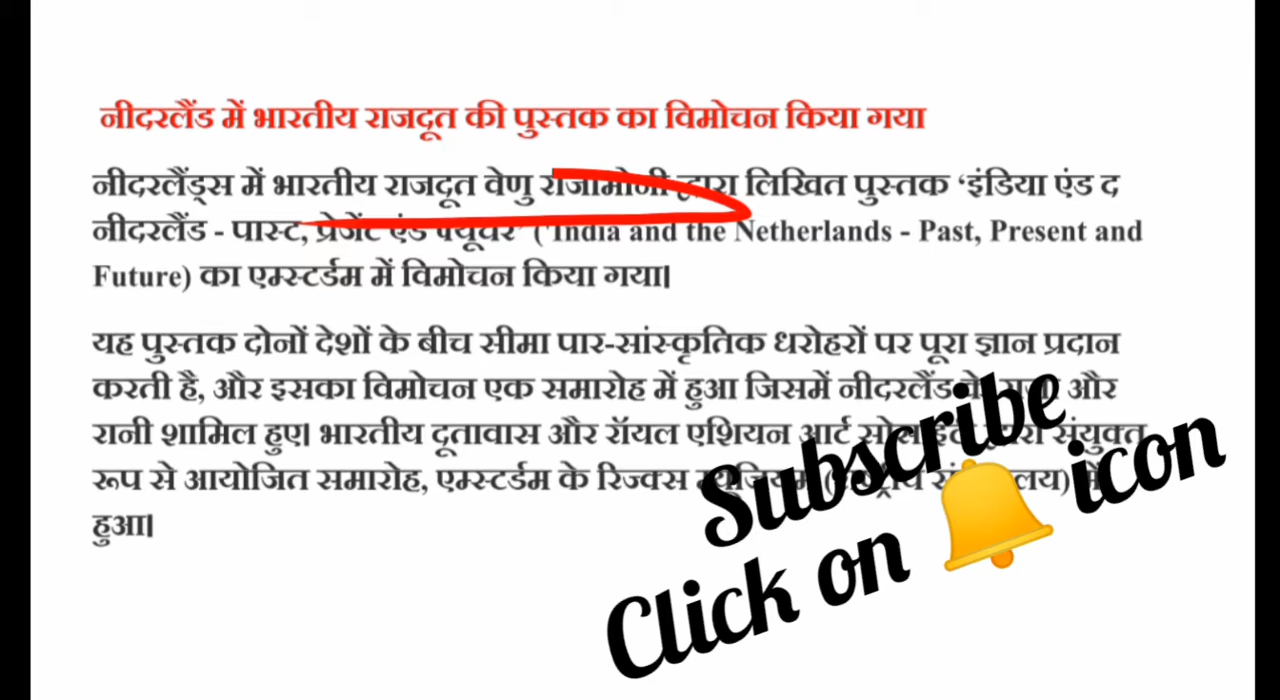 नीदरलैंड में भारतीय राजदूत की पुस्तक का विमोचन किया गया
नीदरलैंड्स में भारतीय राजदूत वेणु राजामोणी द्वारा लिखित पुस्तक ‘इंडिया एंड द
नीदरलैंड - पास्ट, प्रेजेंट एंड फ्यूचर’ ('India and the Netherlands - Past, Present and
Future) का एम्स्टर्डम में विमोचन किया गया।
यह पुस्तक दोनों देशों के बीच सीमा पार-सांस्कृतिक धरोहरों पर पूरा ज्ञान प्रदान
करती है, और इसका विमोचन एक समारोह में हुआ जिसमें नीदरलैंड और
रानी शामिल हुए। भारतीय दूतावास और रॉयल एशियन आर्ट संयुक्त
रूप से आयोजित समारोह, एम्स्टर्डम के रिज्क्स
हुआ।
Subscribe
Click on 🔔 icon